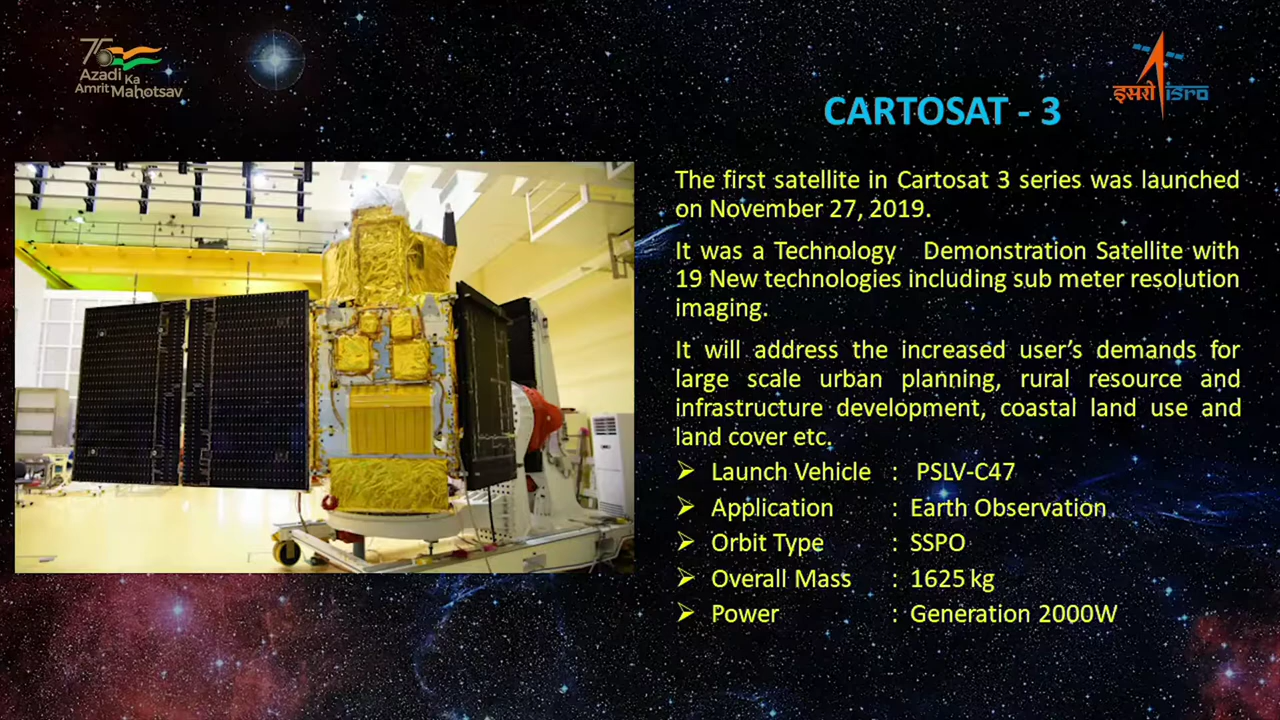 75
Azadi Ka
Amrit Mahotsav
इसरो isro
CARTOSAT - 3
The first satellite in Cartosat 3 series was launched
on November 27, 2019.
It was a Technology Demonstration Satellite with
19 New technologies including sub meter resolution
imaging.
It will address the increased user’s demands for
large scale urban planning, rural resource and
infrastructure development, coastal land use and
land cover etc.
➢ Launch Vehicle : PSLV-C47
➢ Application : Earth Observation
➢ Orbit Type : SSPO
➢ Overall Mass : 1625 kg
➢ Power : Generation 2000W